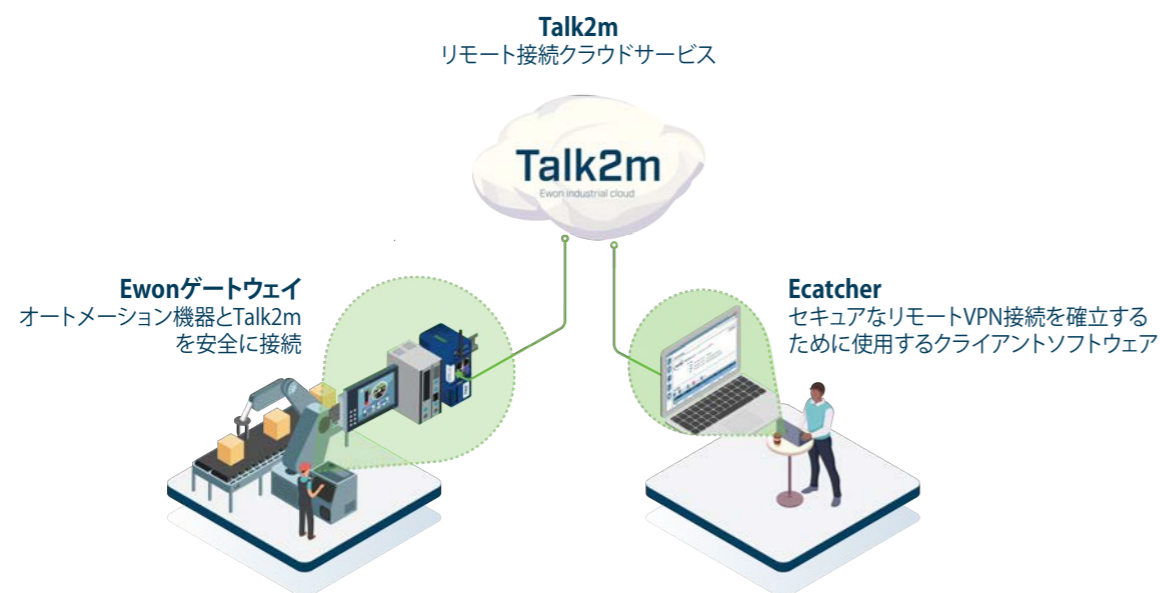 Talk2m
リモート接続クラウドサービス
Talk2m
Ewon industrial cloud
Ewonゲートウェイ
オートメーション機器とTalk2m
を安全に接続
Ecatcher
セキュアなリモートVPN接続を確立する
ために使用するクライアントソフトウェア